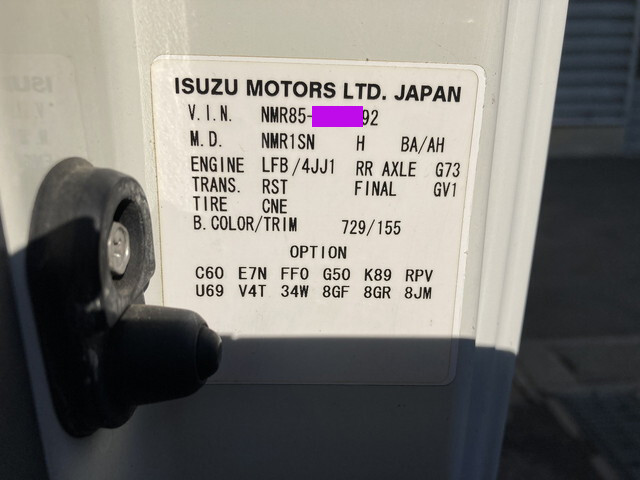 ISUZU MOTORS LTD. JAPAN
V.I.N. NMR85- 92
M.D. NMR1SN H BA/AH
ENGINE LFB/4JJ1 RR AXLE G73
TRANS. RST FINAL GV1
TIRE CNE
B.COLOR/TRIM 729/155
OPTION
C60 E7N FF0 G50 K89 RPV
U69 V4T 34W 8GF 8GR 8JM